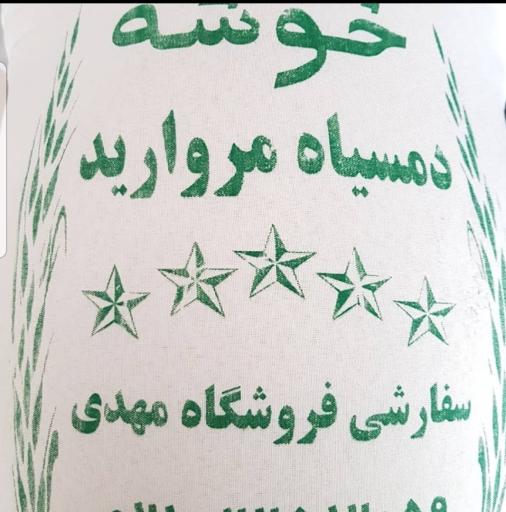 خوشه
دمسیاه مروارید
سفارشی فروشگاه مهدی